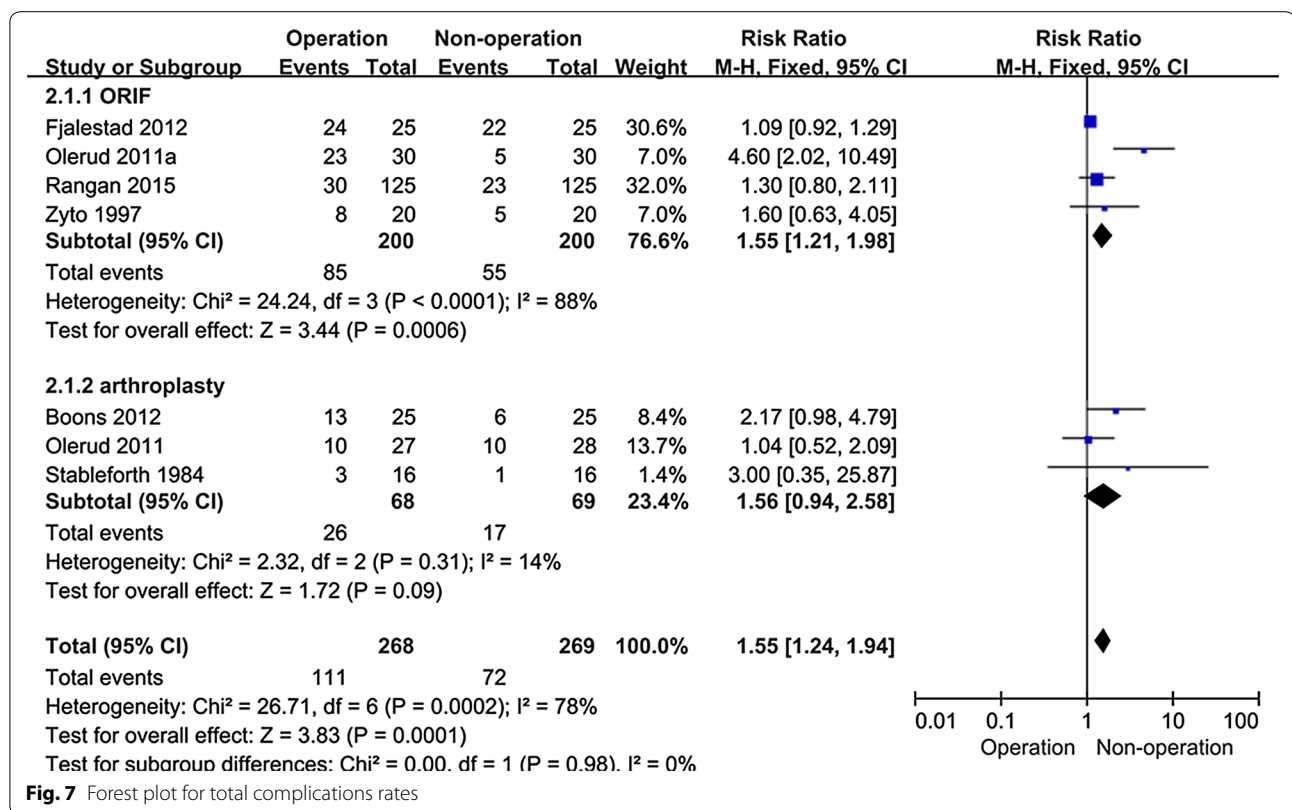 Operation Non-operation Risk Ratio Risk Ratio
Study or Subgroup Events Total Events Total Weight M-H, Fixed, 95% CI M-H, Fixed, 95% CI
2.1.1 ORIF
Fjalestad 2012 24 25 22 25 30.6% 1.09 [0.92, 1.29]
Olerud 2011a 23 30 5 30 7.0% 4.60 [2.02, 10.49]
Rangan 2015 30 125 23 125 32.0% 1.30 [0.80, 2.11]
Zyto 1997 8 20 5 20 7.0% 1.60 [0.63, 4.05]
Subtotal (95% CI) 200 200 76.6% 1.55 [1.21, 1.98]
Total events 85 55
Heterogeneity: Chi² = 24.24, df = 3 (P < 0.0001); I² = 88%
Test for overall effect: Z = 3.44 (P = 0.0006)
2.1.2 arthroplasty
Boons 2012 13 25 6 25 8.4% 2.17 [0.98, 4.79]
Olerud 2011 10 27 10 28 13.7% 1.04 [0.52, 2.09]
Stableforth 1984 3 16 1 16 1.4% 3.00 [0.35, 25.87]
Subtotal (95% CI) 68 69 23.4% 1.56 [0.94, 2.58]
Total events 26 17
Heterogeneity: Chi² = 2.32, df = 2 (P = 0.31); I² = 14%
Test for overall effect: Z = 1.72 (P = 0.09)
Total (95% CI) 268 269 100.0% 1.55 [1.24, 1.94]
Total events 111 72
Heterogeneity: Chi² = 26.71, df = 6 (P = 0.0002); I² = 78%
Test for overall effect: Z = 3.83 (P = 0.0001)
Test for subgroup differences: Chi² = 0.00, df = 1 (P = 0.98), I² = 0%
0.01 0.1 1 10 100
Operation Non-operation
Fig. 7 Forest plot for total complications rates